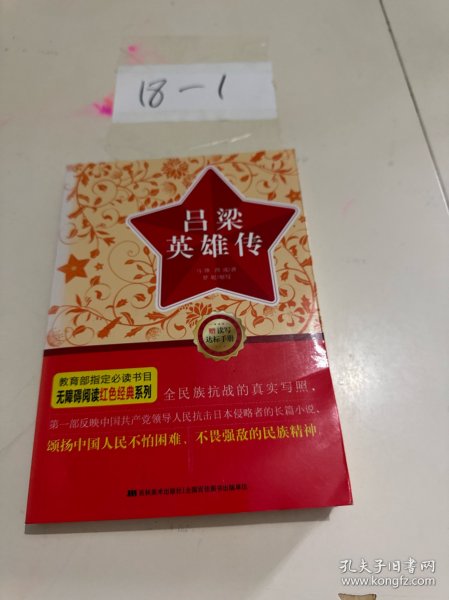 18-1
吕梁
英雄传
马烽 西戎/著
赠 读写
达标手册
教育部指定必读书目
无障碍阅读红色经典系列
全民族抗战的真实写照，
第一部反映中国共产党领导人民抗击日本侵略者的长篇小说，
颂扬中国人民不怕困难、不畏强敌的民族精神。
孔夫子旧书网
www.kongfz.com